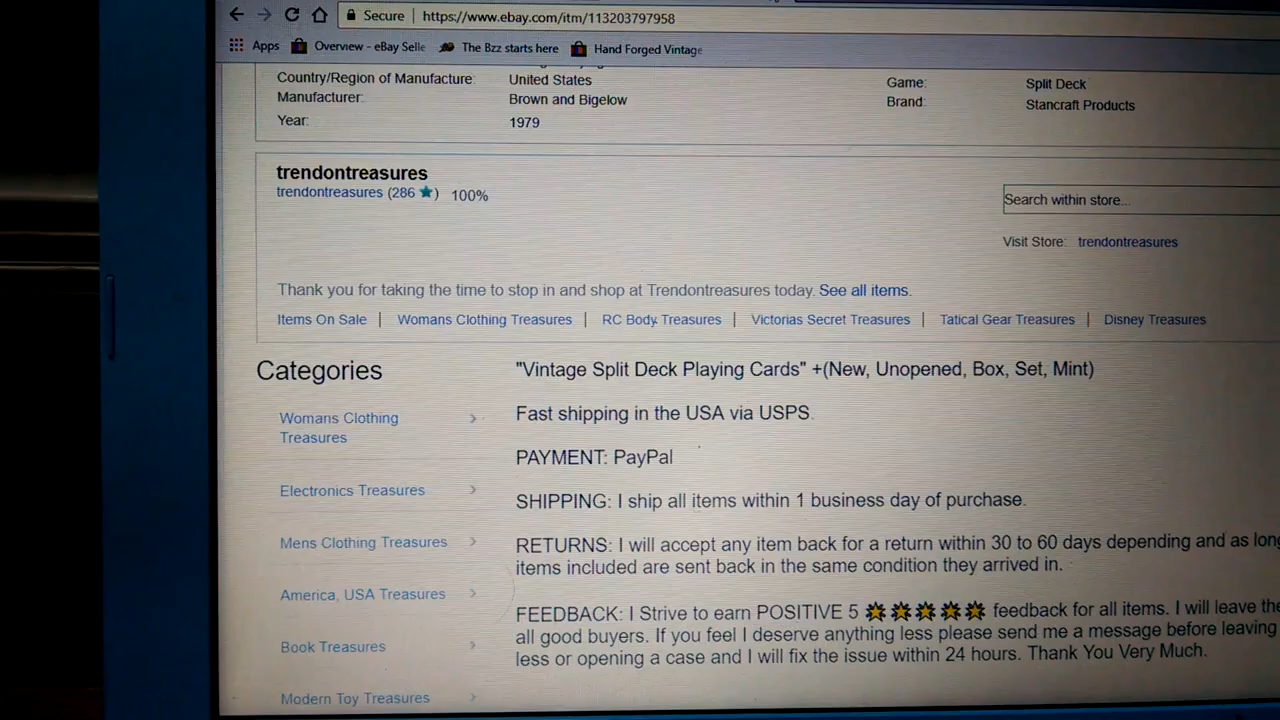 Secure | https://www.ebay.com/itm/113203797958
Apps Overview - eBay Selle The Bzz starts here Hand Forged Vintage
Country/Region of Manufacture: United States
Manufacturer: Brown and Bigelow
Year: 1979
Game: Split Deck
Brand: Stancraft Products
trendontreasures
trendontreasures (286 ★) 100%
Search within store...
Visit Store: trendontreasures
Thank you for taking the time to stop in and shop at Trendontreasures today. See all items.
Items On Sale | Womans Clothing Treasures | RC Body Treasures | Victorias Secret Treasures | Tatical Gear Treasures | Disney Treasures
Categories
Womans Clothing
Treasures
Electronics Treasures
Mens Clothing Treasures
America, USA Treasures
Book Treasures
Modern Toy Treasures
"Vintage Split Deck Playing Cards" +(New, Unopened, Box, Set, Mint)
Fast shipping in the USA via USPS.
PAYMENT: PayPal
SHIPPING: I ship all items within 1 business day of purchase.
RETURNS: I will accept any item back for a return within 30 to 60 days depending and as long
items included are sent back in the same condition they arrived in.
FEEDBACK: I Strive to earn POSITIVE 5 🌟🌟🌟🌟🌟 feedback for all items. I will leave the
all good buyers. If you feel I deserve anything less please send me a message before leaving
less or opening a case and I will fix the issue within 24 hours. Thank You Very Much.